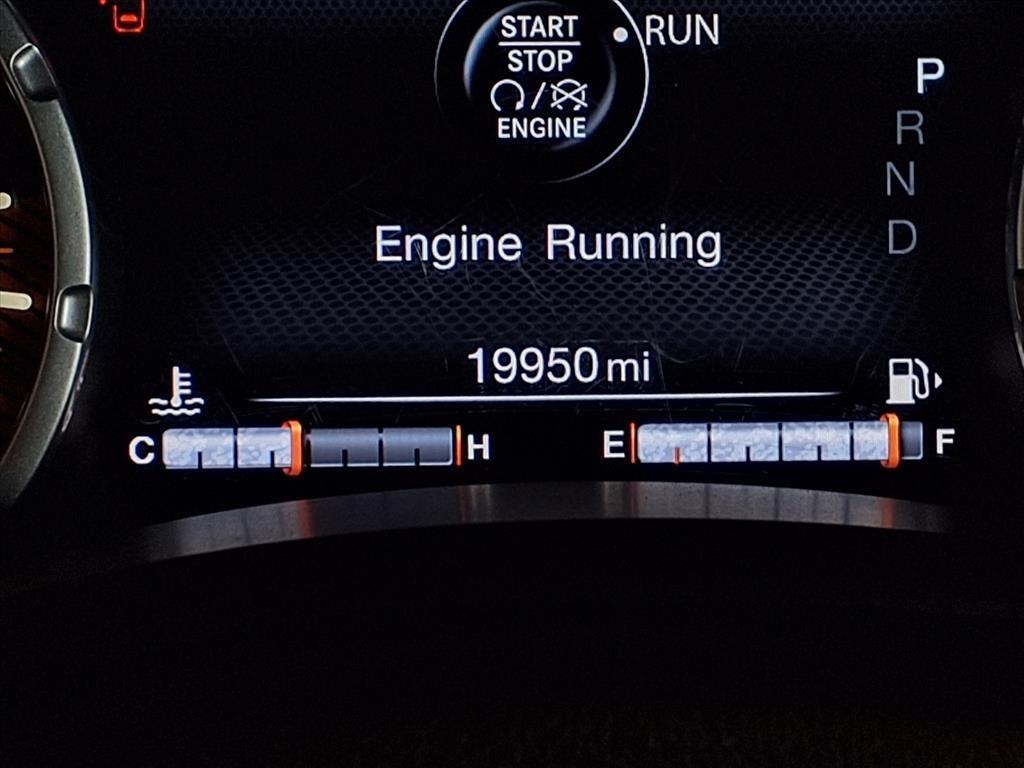 START
STOP
ENGINE
RUN
P
R
N
D
Engine Running
19950 mi
C H
E F